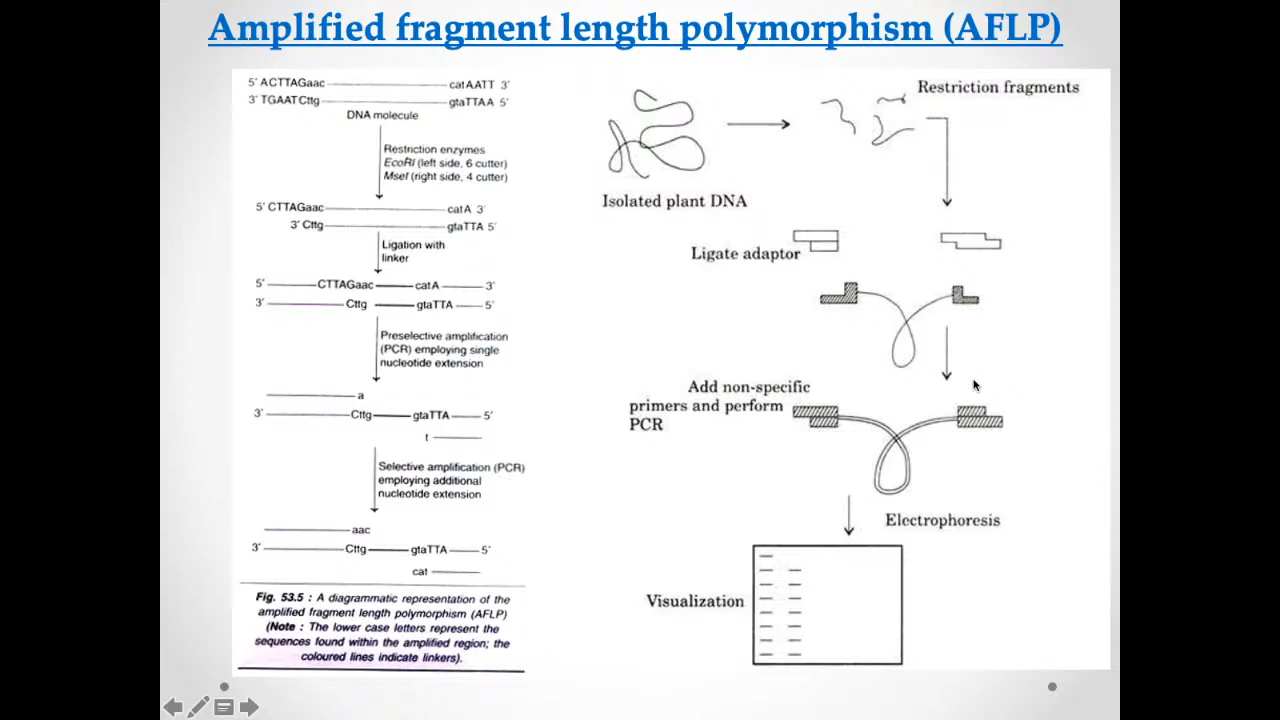 Amplified fragment length polymorphism (AFLP)
5' ACTTAGaac catAATT 3'
3' TGAATCttg gtaTTAA 5'
DNA molecule
Restriction enzymes
EcoRI (left side, 6 cutter)
MseI (right side, 4 cutter)
5' CTTAGaac catA 3'
3' Cttg gtaTTA 5'
Ligation with
linker
5' CTTAGaac catA 3'
3' Cttg gtaTTA 5'
Preselective amplification
(PCR) employing single
nucleotide extension
a
3' Cttg gtaTTA 5'
t
Selective amplification (PCR)
employing additional
nucleotide extension
aac
3' Cttg gtaTTA 5'
cat
Fig. 53.5 : A diagrammatic representation of the
amplified fragment length polymorphism (AFLP)
(Note : The lower case letters represent the
sequences found within the amplified region; the
coloured lines indicate linkers).
Restriction fragments
Isolated plant DNA
Ligate adaptor
Add non-specific
primers and perform
PCR
Electrophoresis
Visualization